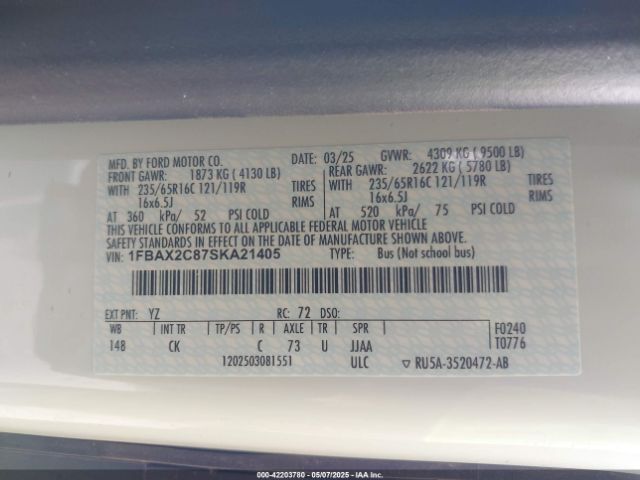 MFD. BY FORD MOTOR CO. DATE: 03/25 GVWR: 4309 KG ( 9500 LB)
FRONT GAWR: 1873 KG ( 4130 LB) REAR GAWR: 2622 KG ( 5780 LB)
WITH 235/65R16C 121/119R TIRES WITH 235/65R16C 121/119R TIRES
16x6.5J RIMS 16x6.5J RIMS
AT 360 kPa/ 52 PSI COLD AT 520 kPa/ 75 PSI COLD
THIS VEHICLE CONFORMS TO ALL APPLICABLE FEDERAL MOTOR VEHICLE
SAFETY STANDARDS IN EFFECT ON THE DATE OF MANUFACTURE SHOWN ABOVE.
VIN: 1FBAX2C87SKA21405 TYPE: Bus (Not school bus)
EXT PNT: YZ RC: 72 DSO:
WB INT TR TP/PS R AXLE TR SPR F0240
148 CK C 73 U JJAA T0776
1202503081551 ULC RU5A-3520472-AB
000-42203780 - 05/07/2025 - IAA Inc.